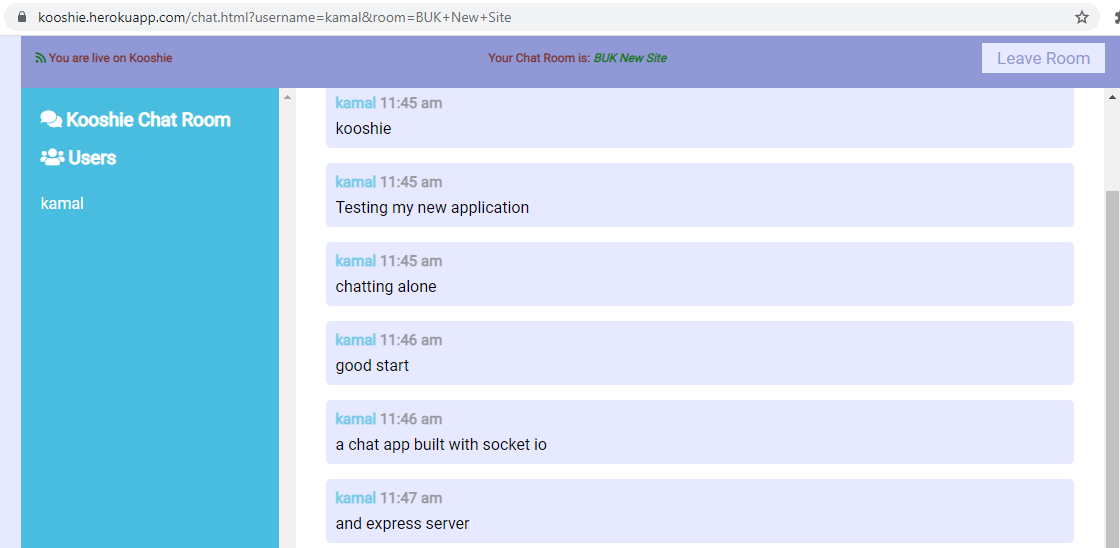 kooshie.herokuapp.com/chat.html?username=kamal&room=BUK+New+Site
You are live on Kooshie
Your Chat Room is: BUK New Site
Leave Room
Kooshie Chat Room
Users
kamal
kamal 11:45 am
kooshie
kamal 11:45 am
Testing my new application
kamal 11:45 am
chatting alone
kamal 11:46 am
good start
kamal 11:46 am
a chat app built with socket io
kamal 11:47 am
and express server